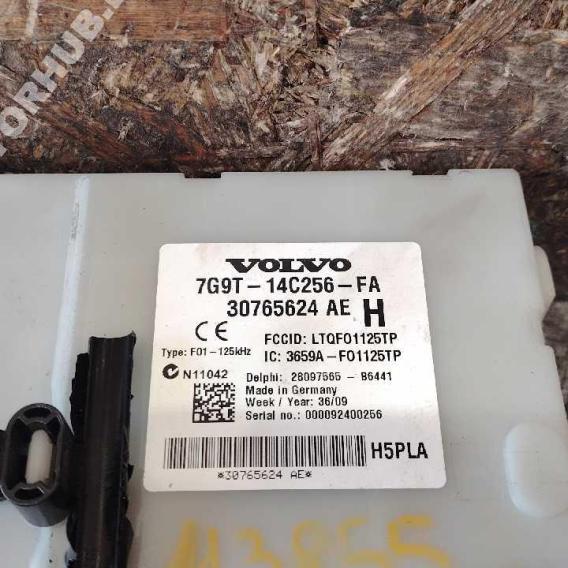 ORHUB.
VOLVO
7G9T-14C256-FA
30765624 AE H
FCCID: LTQF01125TP
Type: F01-125kHz IC: 3659A-F01125TP
N11042 Delphi: 28097565 - B6441
Made in Germany
Week / Year: 36/09
Serial no.: 000092400256
H5PLA
*30765624 AE*